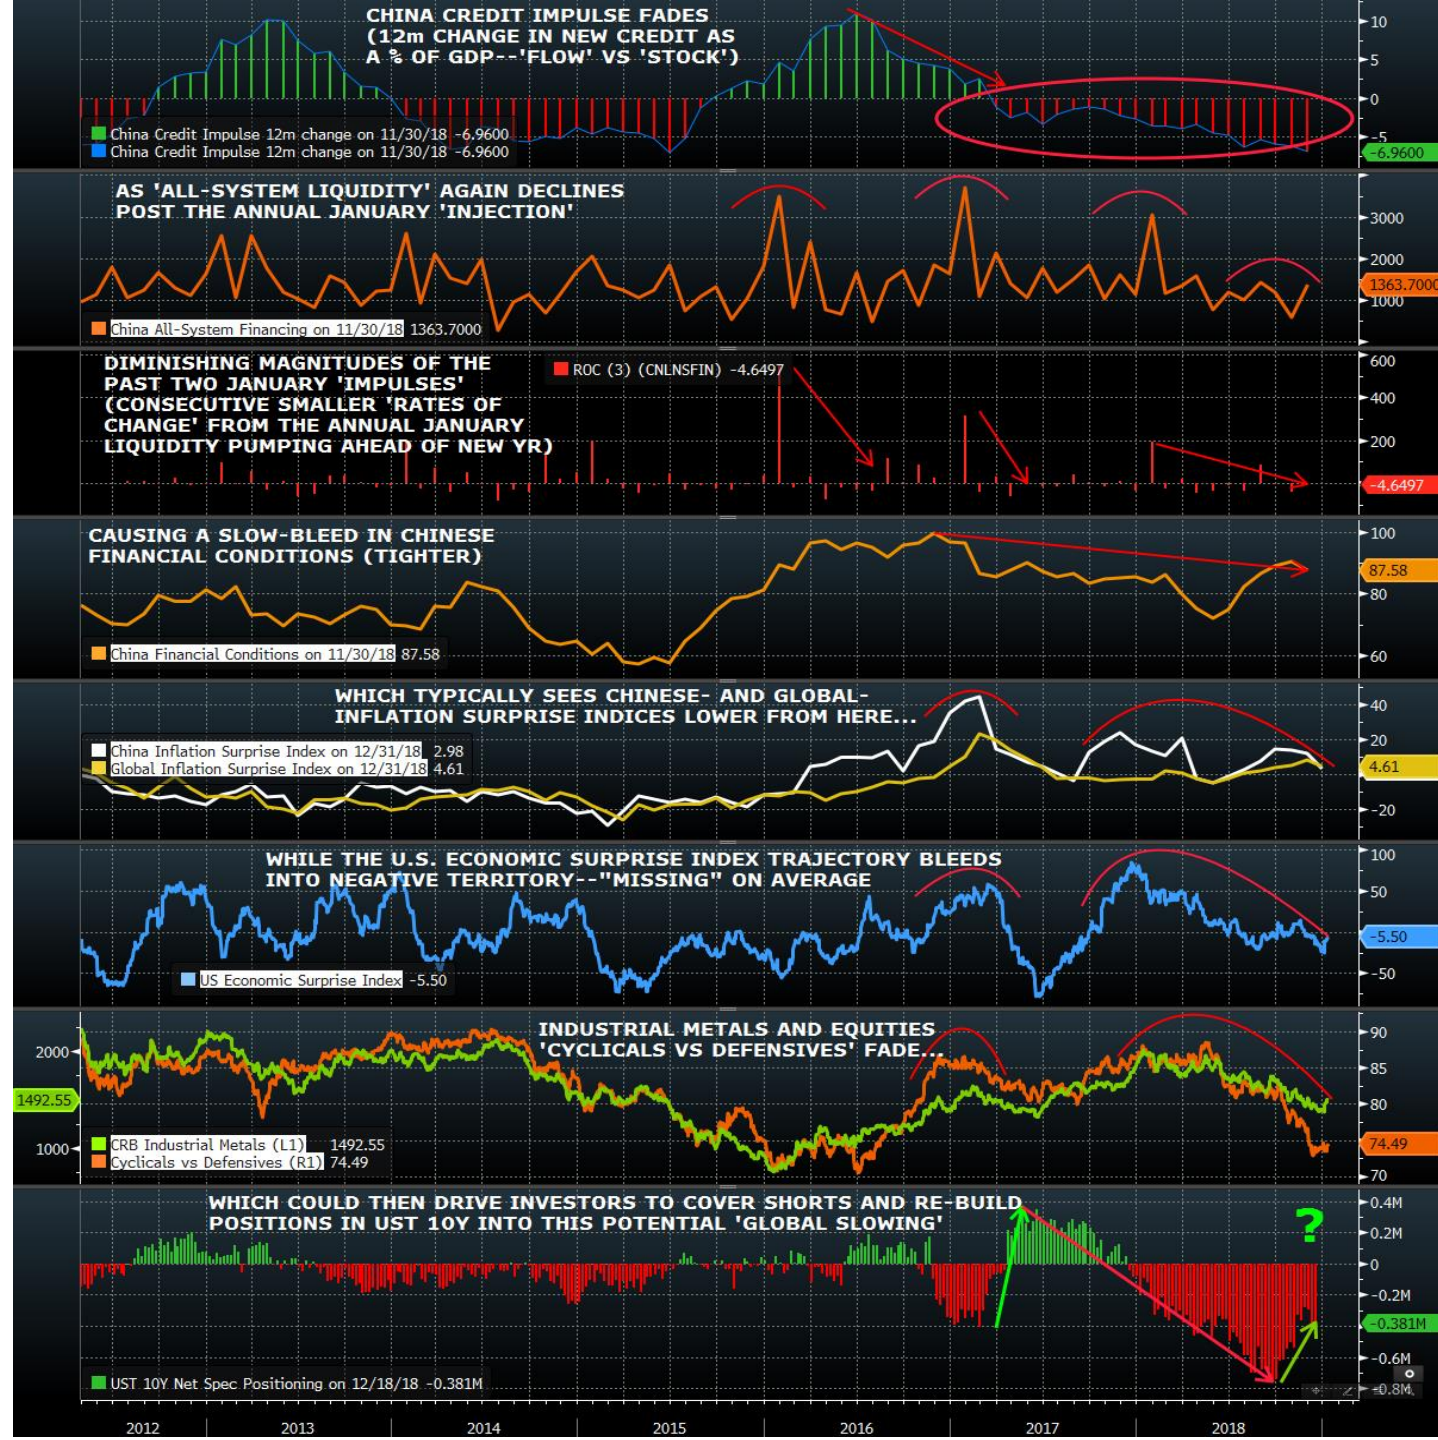 CHINA CREDIT IMPULSE FADES
(12m CHANGE IN NEW CREDIT AS
A % OF GDP--'FLOW' VS 'STOCK')
10
5
0
-5
-6.9600
China Credit Impulse 12m change on 11/30/18 -6.9600
China Credit Impulse 12m change on 11/30/18 -6.9600
AS 'ALL-SYSTEM LIQUIDITY' AGAIN DECLINES
POST THE ANNUAL JANUARY 'INJECTION'
3000
2000
1363.7000
1000
China All-System Financing on 11/30/18 1363.7000
DIMINISHING MAGNITUDES OF THE
PAST TWO JANUARY 'IMPULSES'
(CONSECUTIVE SMALLER 'RATES OF
CHANGE' FROM THE ANNUAL JANUARY
LIQUIDITY PUMPING AHEAD OF NEW YR)
ROC (3) (CNLNSFIN) -4.6497
600
400
200
-4.6497
CAUSING A SLOW-BLEED IN CHINESE
FINANCIAL CONDITIONS (TIGHTER)
100
87.58
80
60
China Financial Conditions on 11/30/18 87.58
WHICH TYPICALLY SEES CHINESE- AND GLOBAL-
INFLATION SURPRISE INDICES LOWER FROM HERE...
China Inflation Surprise Index on 12/31/18 2.98
Global Inflation Surprise Index on 12/31/18 4.61
40
20
4.61
-20
WHILE THE U.S. ECONOMIC SURPRISE INDEX TRAJECTORY BLEEDS
INTO NEGATIVE TERRITORY--"MISSING" ON AVERAGE
100
50
-5.50
-50
US Economic Surprise Index -5.50
INDUSTRIAL METALS AND EQUITIES
'CYCLICALS VS DEFENSIVES' FADE...
2000
1492.55
1000
90
85
80
74.49
70
CRB Industrial Metals (L1) 1492.55
Cyclicals vs Defensives (R1) 74.49
WHICH COULD THEN DRIVE INVESTORS TO COVER SHORTS AND RE-BUILD
POSITIONS IN UST 10Y INTO THIS POTENTIAL 'GLOBAL SLOWING'
?
0.4M
0.2M
0
-0.2M
-0.381M
-0.6M
-0.8M
UST 10Y Net Spec Positioning on 12/18/18 -0.381M
2012 2013 2014 2015 2016 2017 2018